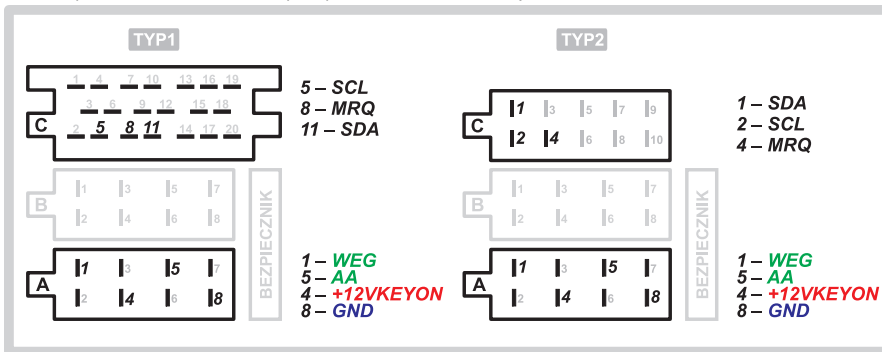 TYP1
1 4 7 10 13 16 19
3 6 9 12 15 18
C
2 5 8 11 14 17 20
5 – SCL
8 – MRQ
11 – SDA
B
1 3 5 7
2 4 6 8
BEZPIECZNIK
A
1 3 5 7
2 4 6 8
1 – WEG
5 – AA
4 – +12VKEYON
8 – GND
TYP2
C
1 3 5 7 9
2 4 6 8 10
1 – SDA
2 – SCL
4 – MRQ
B
1 3 5 7
2 4 6 8
BEZPIECZNIK
A
1 3 5 7
2 4 6 8
1 – WEG
5 – AA
4 – +12VKEYON
8 – GND